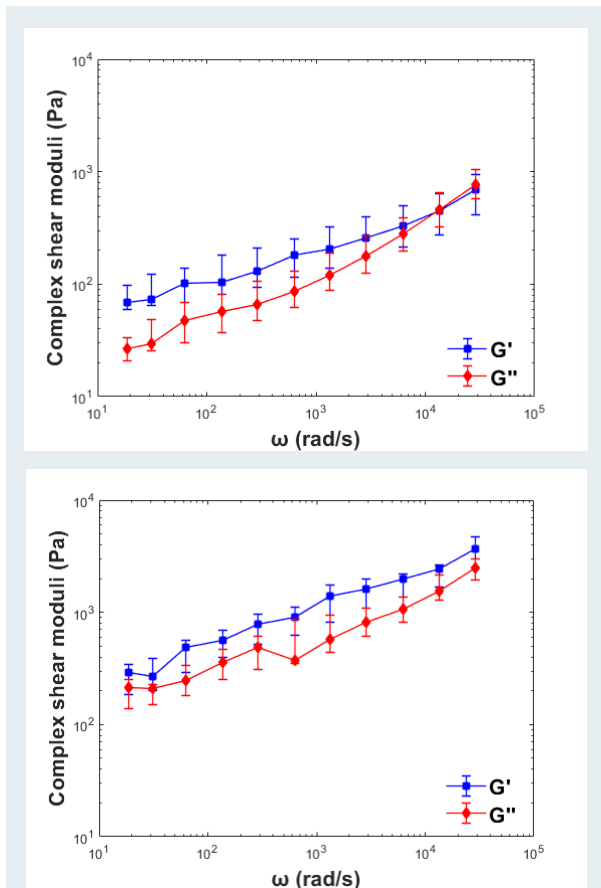 Complex shear moduli (Pa)
10^4
10^3
10^2
10^1
10^1 10^2 10^3 10^4 10^5
ω (rad/s)
G'
G"
Complex shear moduli (Pa)
10^4
10^3
10^2
10^1
10^1 10^2 10^3 10^4 10^5
ω (rad/s)
G'
G"